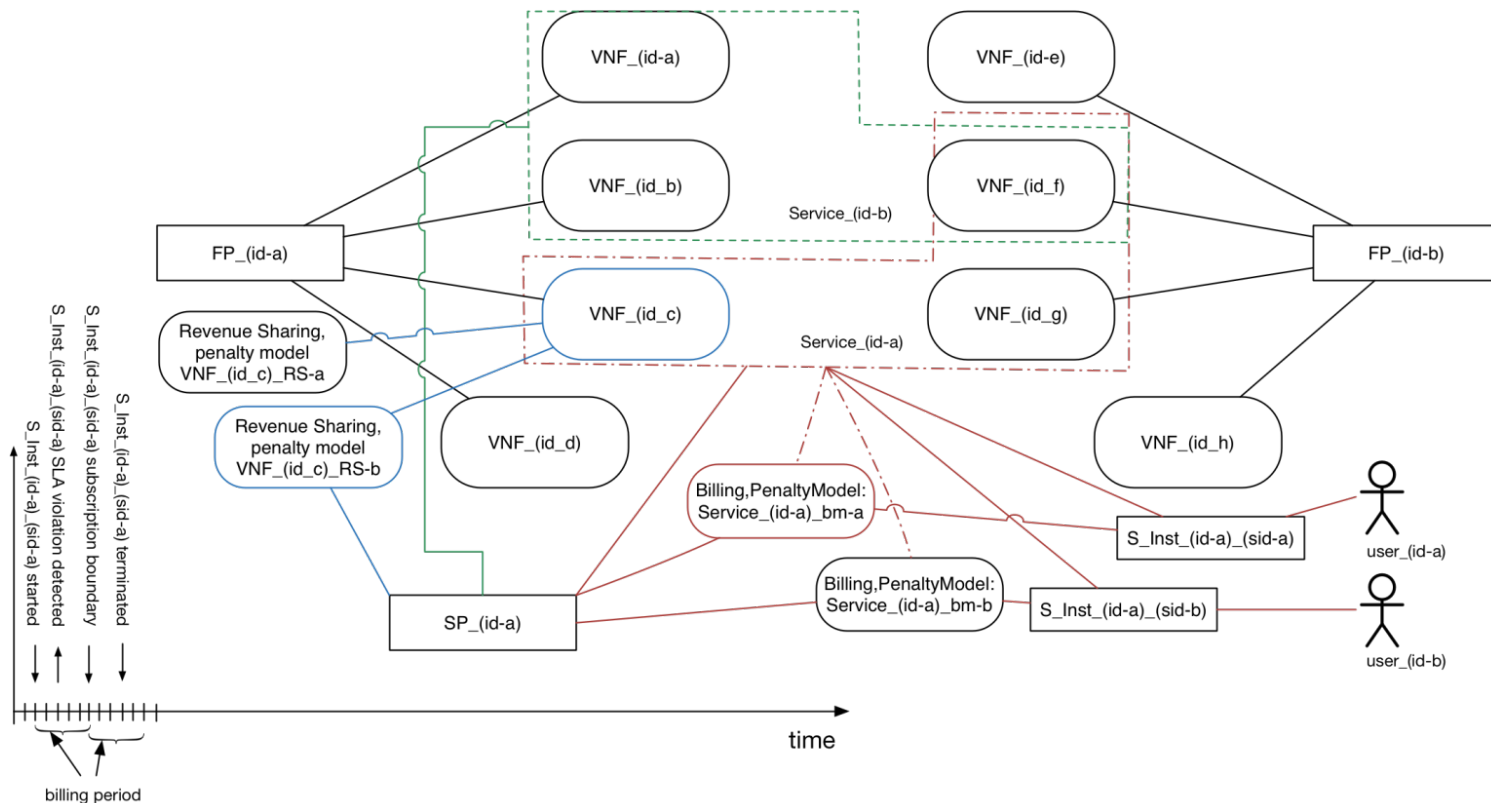 VNF_(id-a)
VNF_(id-e)
VNF_(id_b)
VNF_(id_f)
Service_(id-b)
FP_(id-a)
FP_(id-b)
VNF_(id_c)
VNF_(id_g)
Service_(id-a)
Revenue Sharing,
penalty model
VNF_(id_c)_RS-a
Revenue Sharing,
penalty model
VNF_(id_c)_RS-b
VNF_(id_d)
VNF_(id_h)
Billing,PenaltyModel:
Service_(id-a)_bm-a
S_Inst_(id-a)_(sid-a)
user_(id-a)
Billing,PenaltyModel:
Service_(id-a)_bm-b
S_Inst_(id-a)_(sid-b)
user_(id-b)
SP_(id-a)
S_Inst_(id-a)_(sid-a) started
S_Inst_(id-a)_(sid-a) SLA violation detected
S_Inst_(id-a)_(sid-a) subscription boundary
S_Inst_(id-a)_(sid-a) terminated
time
billing period